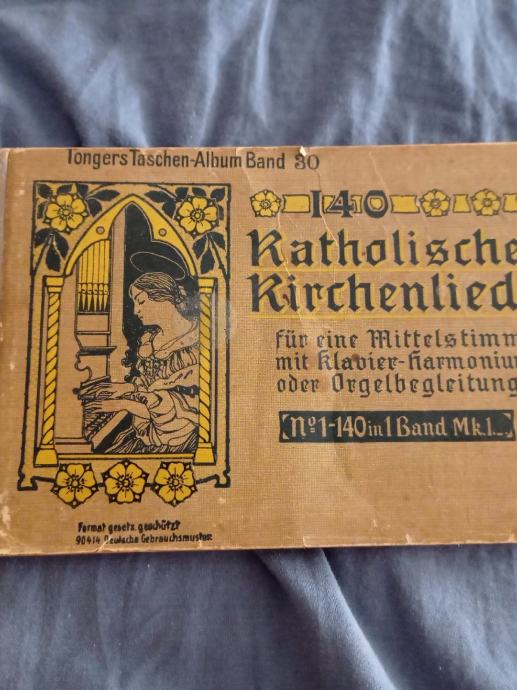 Tongers Taschen-Album Band 30
140
Katholische
Kirchenlied
für eine Mittelstimm
mit Klavier-Harmonium
oder Orgelbegleitung
Nº 1-140 in 1 Band Mk. 1._
Format gesetz. geschützt
90414 Deutsche Gebrauchsmuster.